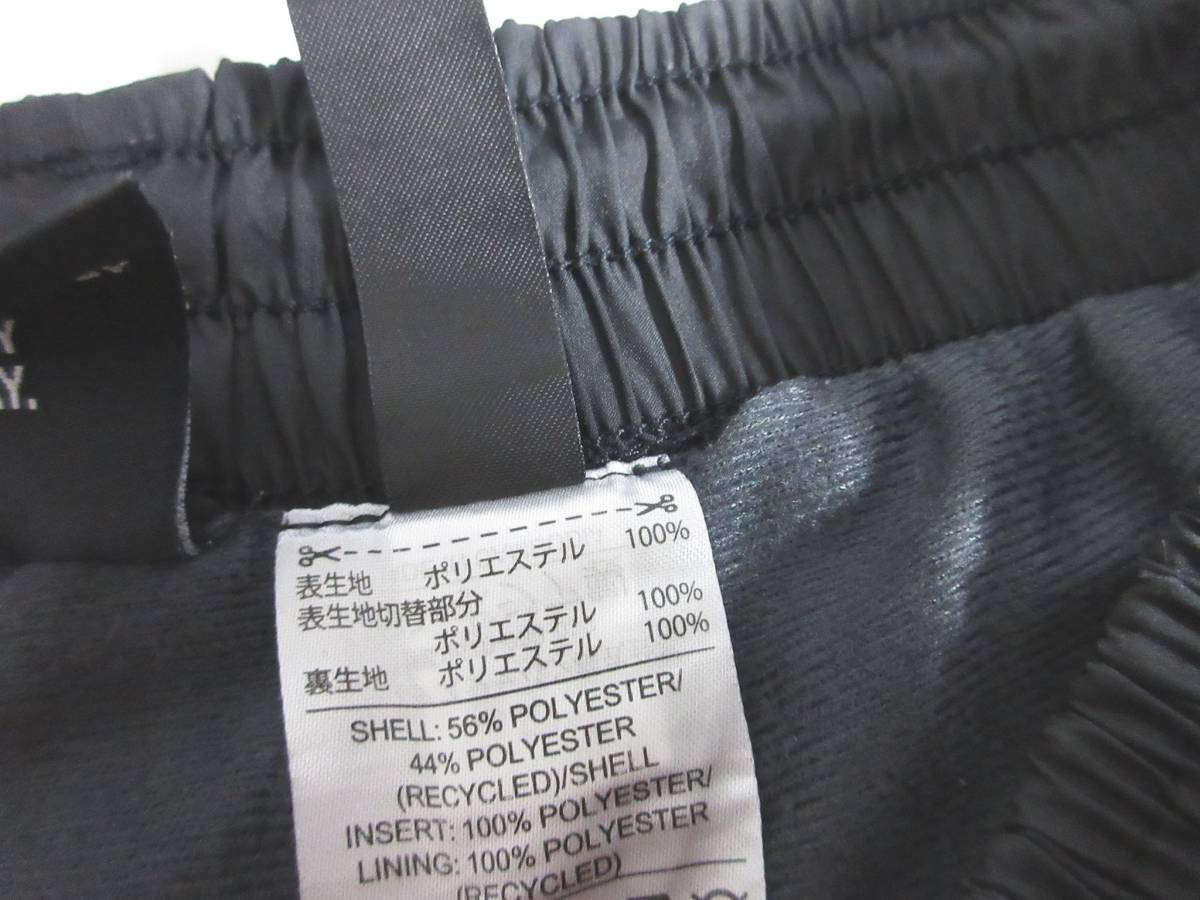 Y
AY.
表生地 ポリエステル 100%
表生地切替部分
ポリエステル 100%
裏生地 ポリエステル 100%
SHELL: 56% POLYESTER/
44% POLYESTER
(RECYCLED)/SHELL
INSERT: 100% POLYESTER/
LINING: 100% POLYESTER
(RECYCLED)